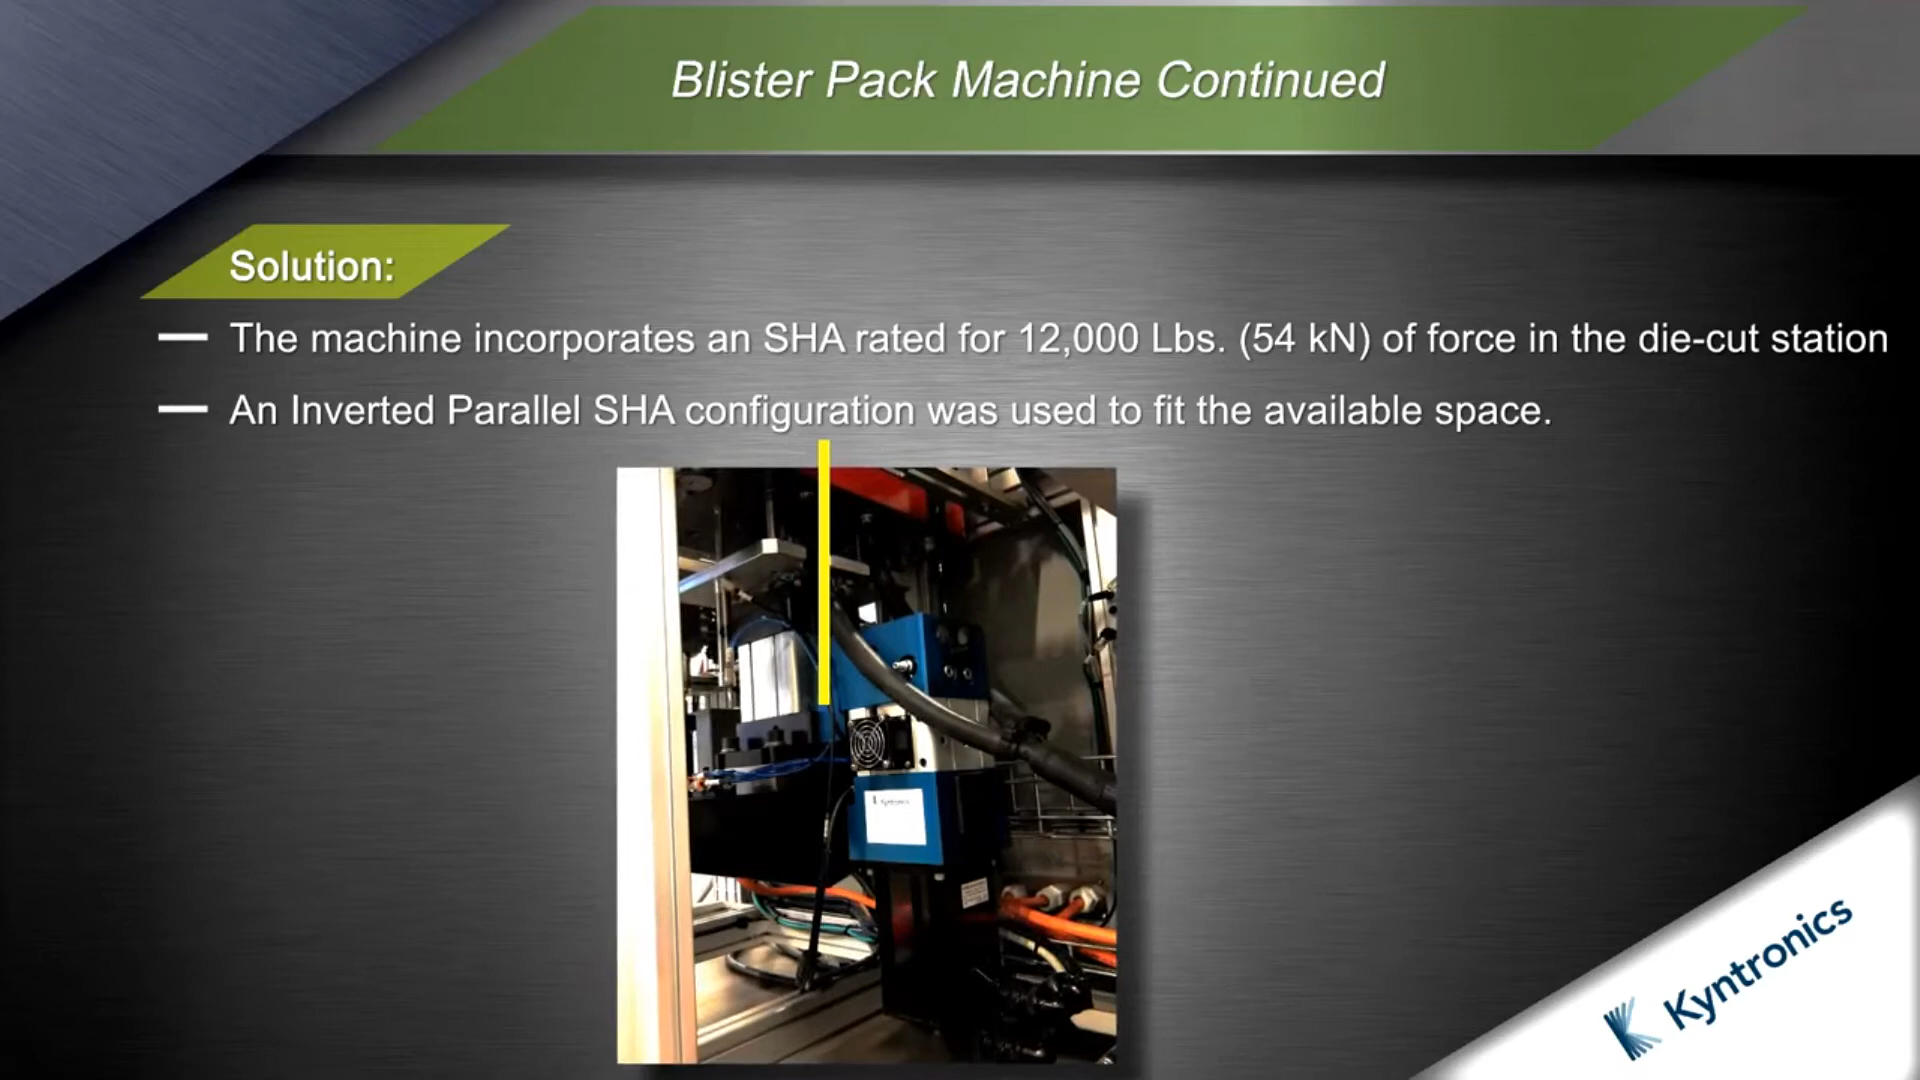 Blister Pack Machine Continued
Solution:
The machine incorporates an SHA rated for 12,000 Lbs. (54 kN) of force in the die-cut station
An Inverted Parallel SHA configuration was used to fit the available space.
Kyntronics
Kyntronics